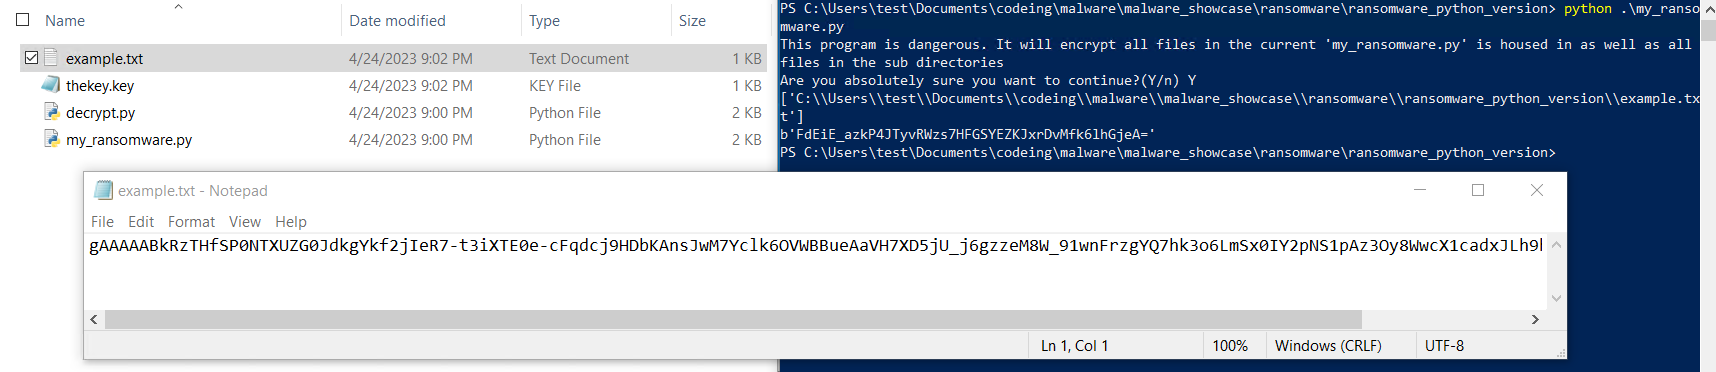 Name Date modified Type Size
example.txt 4/24/2023 9:02 PM Text Document 1 KB
thekey.key 4/24/2023 9:02 PM KEY File 1 KB
decrypt.py 4/24/2023 9:00 PM Python File 2 KB
my_ransomware.py 4/24/2023 9:00 PM Python File 2 KB
PS C:\Users\test\Documents\codeing\malware\malware_showcase\ransomware\ransomware_python_version> python .\my_ranso
mware.py
This program is dangerous. It will encrypt all files in the current 'my_ransomware.py' is housed in as well as all
files in the sub directories
Are you absolutely sure you want to continue?(Y/n) Y
['C:\\Users\\test\\Documents\\codeing\\malware\\malware_showcase\\ransomware\\ransomware_python_version\\example.tx
t']
b'FdEiE_azkP4JTyvRWzs7HFGSYEZKJxrDvMfk6lhGjeA='
PS C:\Users\test\Documents\codeing\malware\malware_showcase\ransomware\ransomware_python_version>
example.txt - Notepad
File Edit Format View Help
gAAAAABkRzTHfSP0NTXUZG0JdkgYkf2jIeR7-t3iXTE0e-cFqdcj9HDbKAnsJwM7Yclk6OVWBBueAaVH7XD5jU_j6gzzeM8W_91wnFrzgYQ7hk3o6LmSx0IY2pNS1pAz3Oy8WwcX1cadxJLh9l
Ln 1, Col 1 100% Windows (CRLF) UTF-8